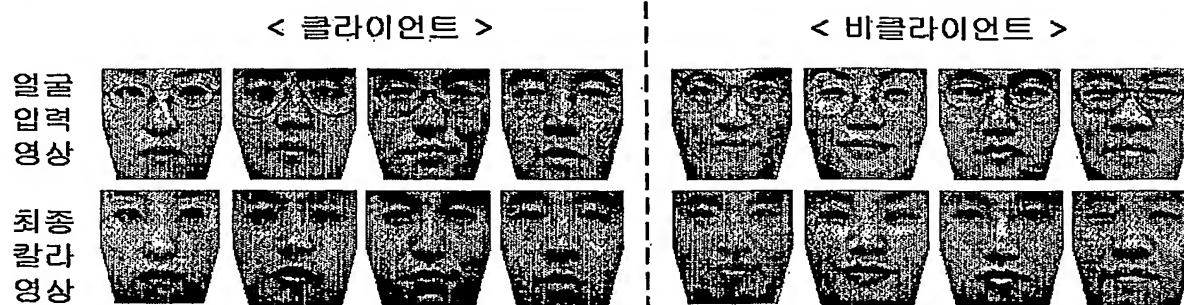 < 클라이언트 >
< 비클라이언트 >
얼굴
입력
영상
최종
칼라
영상